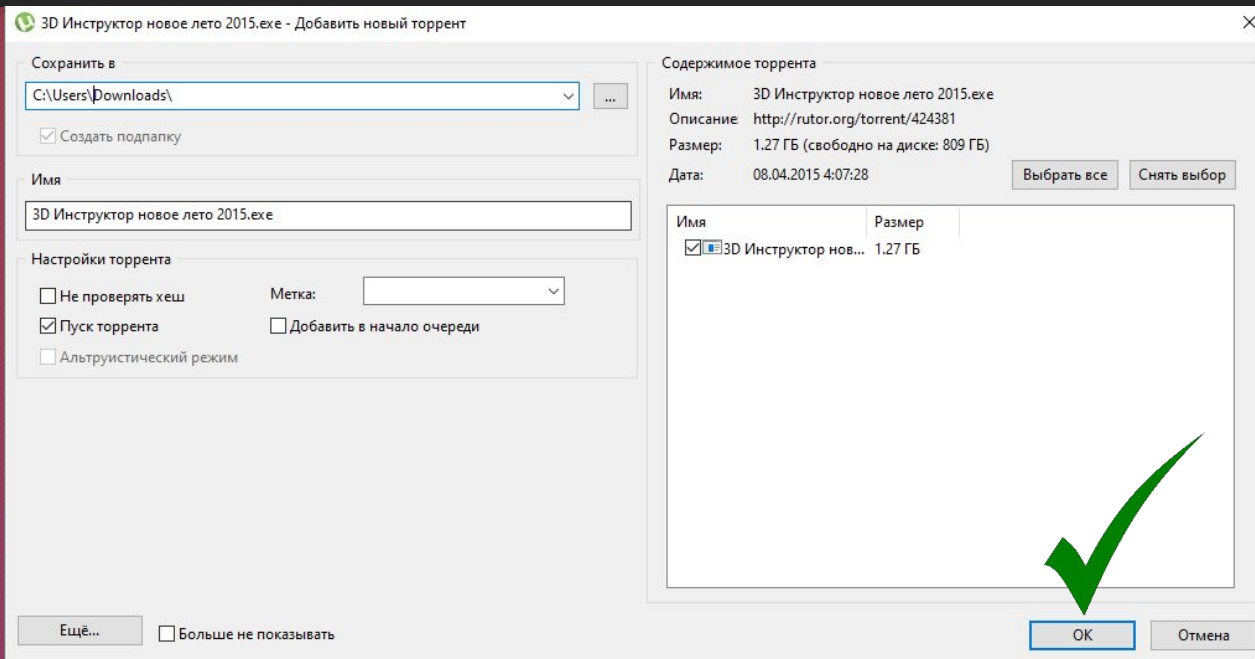 3D Инструктор новое лето 2015.exe - Добавить новый торрент
Сохранить в
C:\Users\Downloads\
...
Создать подпапку
Имя
3D Инструктор новое лето 2015.exe
Настройки торрента
Не проверять хеш
Метка:
Пуск торрента
Добавить в начало очереди
Альтруистический режим
Содержимое торрента
Имя: 3D Инструктор новое лето 2015.exe
Описание http://rutor.org/torrent/424381
Размер: 1.27 ГБ (свободно на диске: 809 ГБ)
Дата: 08.04.2015 4:07:28
Выбрать все
Снять выбор
Имя Размер
3D Инструктор нов... 1.27 ГБ
Ещё...
Больше не показывать
ОК
Отмена